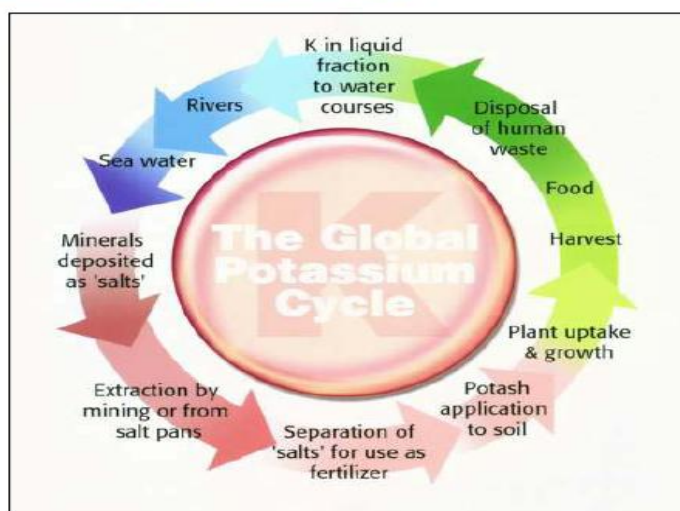 K in liquid
fraction
to water
courses
Disposal
of human
waste
Food
Harvest
Plant uptake
& growth
Potash
application
to soil
Separation of
'salts' for use as
fertilizer
Extraction by
mining or from
salt pans
Minerals
deposited
as 'salts'
Sea water
Rivers
K
The Global
Potassium
Cycle